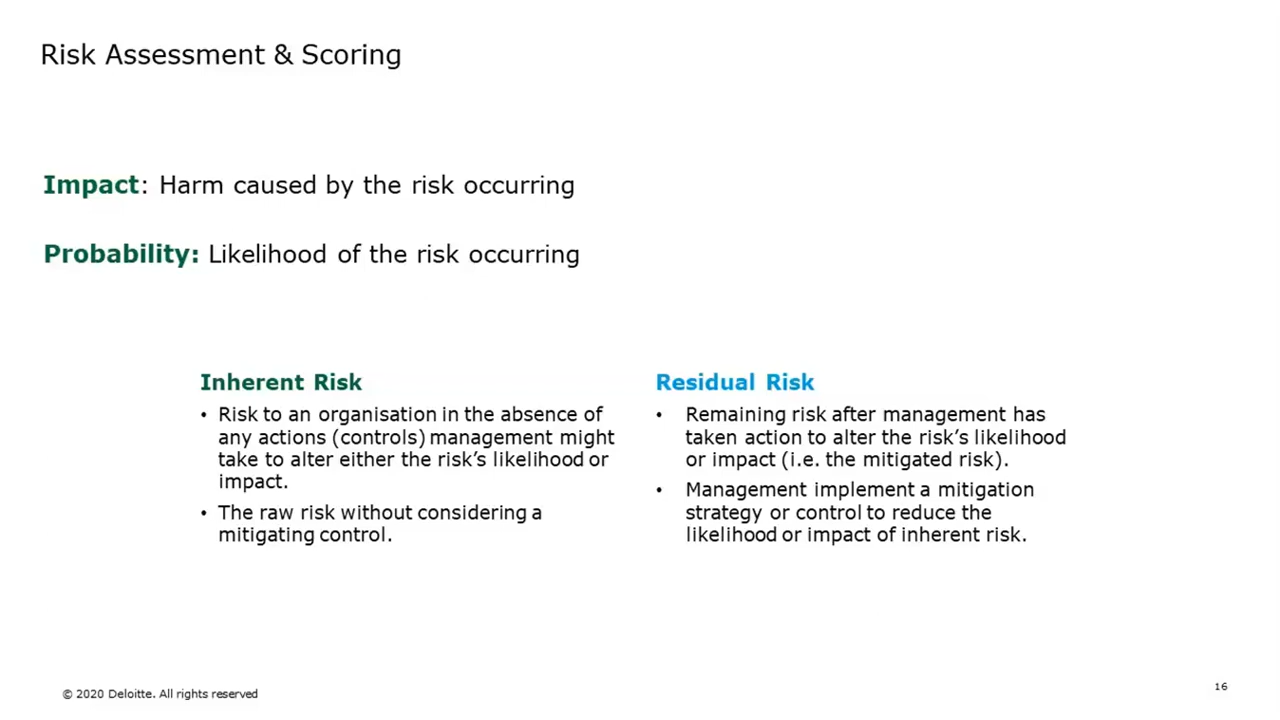 Risk Assessment & Scoring
Impact: Harm caused by the risk occurring
Probability: Likelihood of the risk occurring
Inherent Risk
• Risk to an organisation in the absence of
any actions (controls) management might
take to alter either the risk's likelihood or
impact.
• The raw risk without considering a
mitigating control.
Residual Risk
• Remaining risk after management has
taken action to alter the risk's likelihood
or impact (i.e. the mitigated risk).
• Management implement a mitigation
strategy or control to reduce the
likelihood or impact of inherent risk.
© 2020 Deloitte. All rights reserved
16